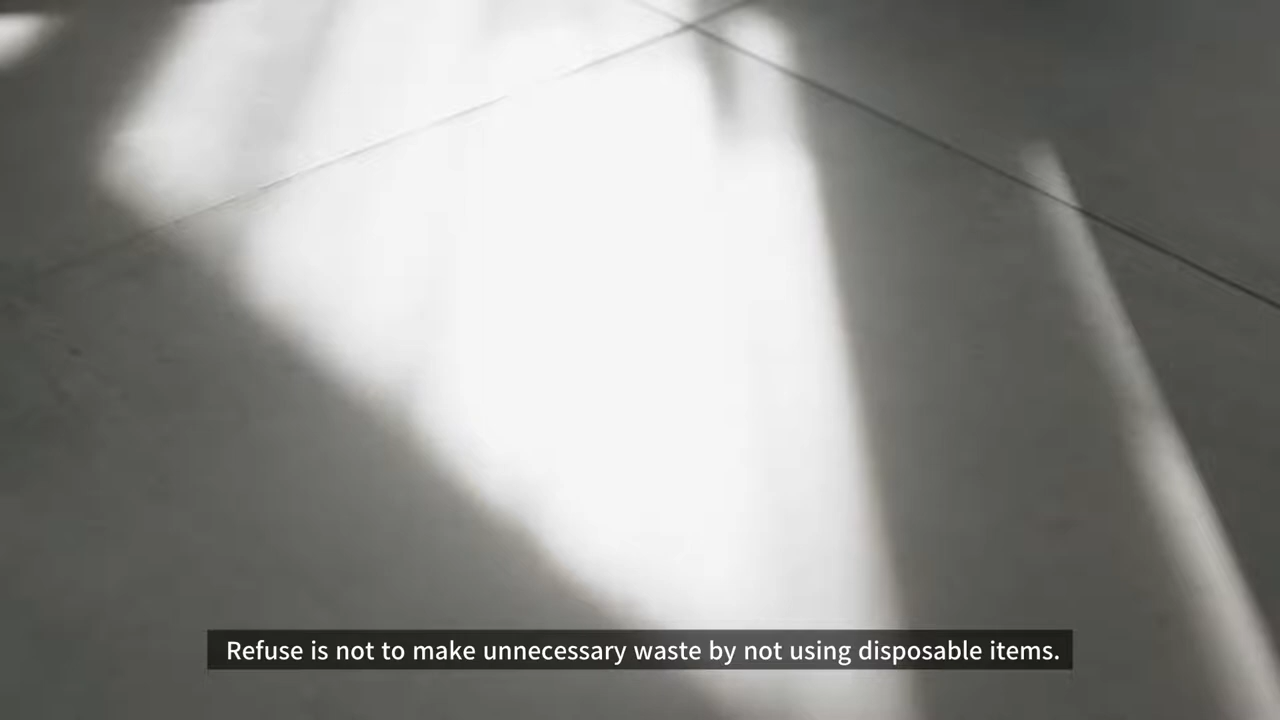 Refuse is not to make unnecessary waste by not using disposable items.